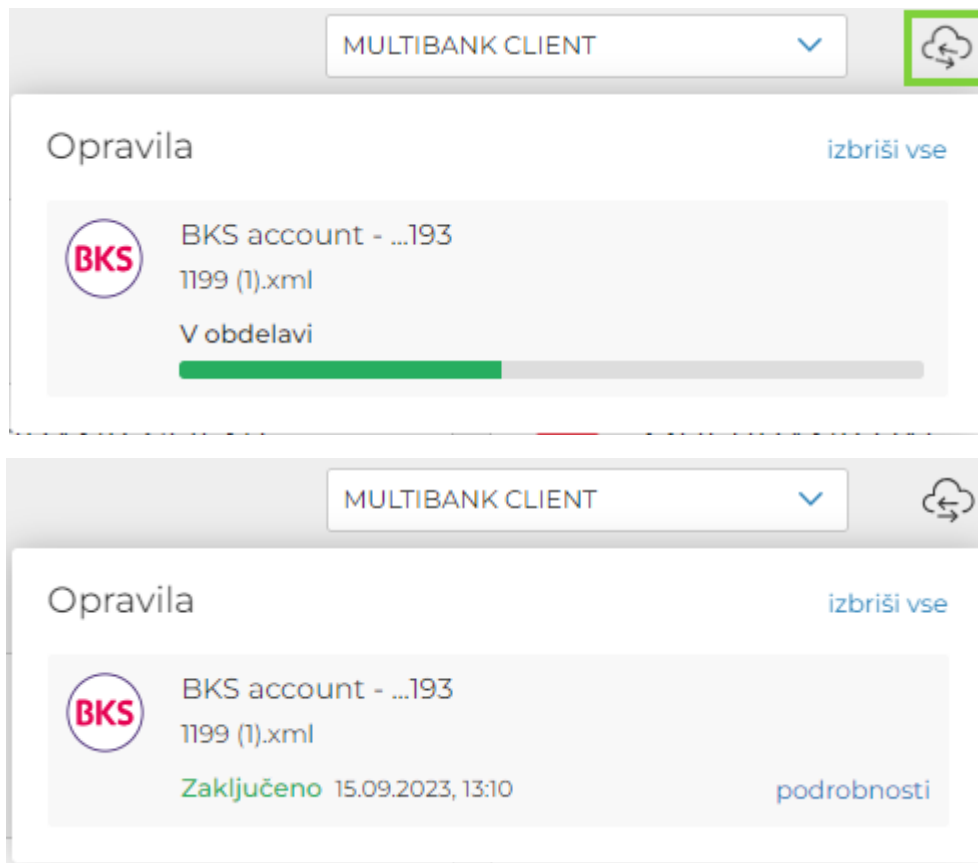 MULTIBANK CLIENT
Opravila
izbriši vse
BKS
BKS account - ...193
1199 (1).xml
V obdelavi
MULTIBANK CLIENT
Opravila
izbriši vse
BKS
BKS account - ...193
1199 (1).xml
Zaključeno 15.09.2023, 13:10
podrobnosti